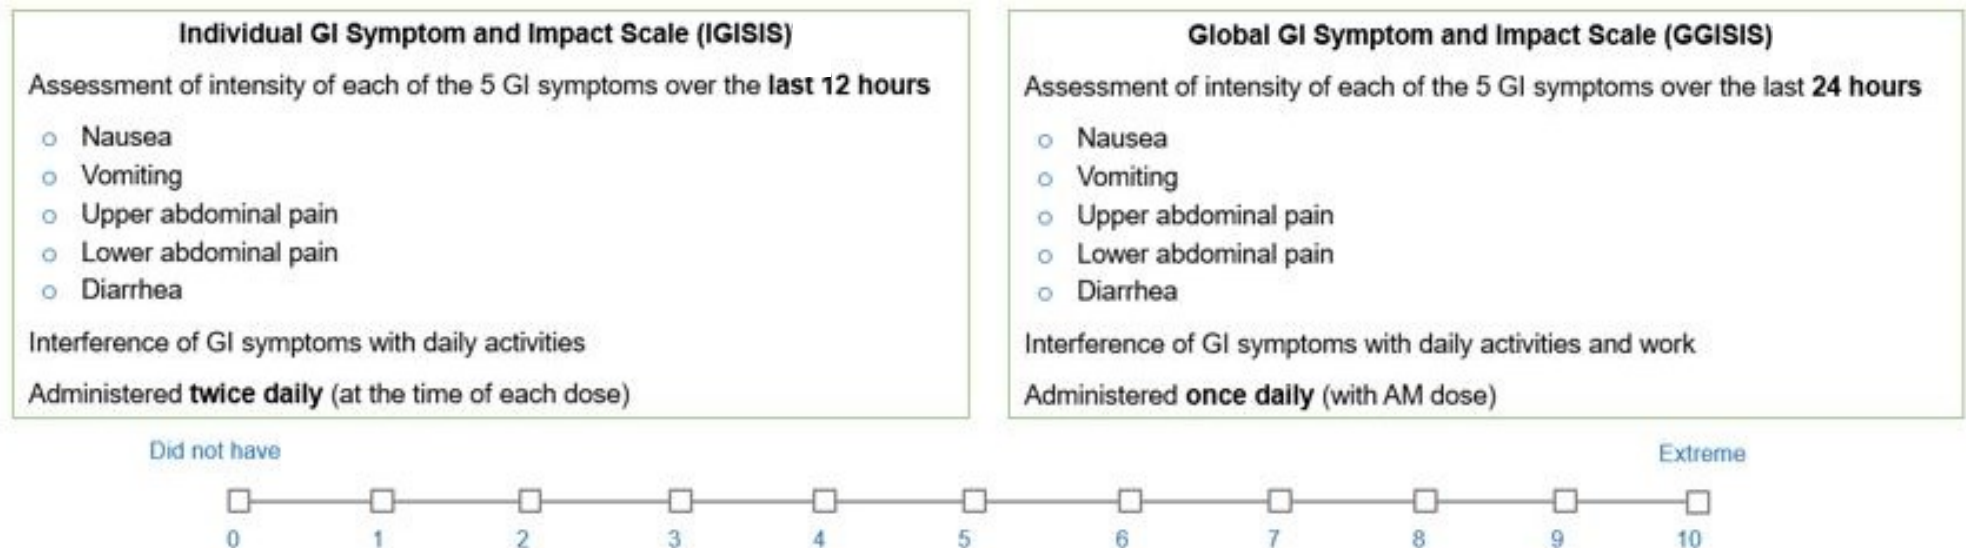 Individual GI Symptom and Impact Scale (IGISIS)
Assessment of intensity of each of the 5 GI symptoms over the last 12 hours
Nausea
Vomiting
Upper abdominal pain
Lower abdominal pain
Diarrhea
Interference of GI symptoms with daily activities
Administered twice daily (at the time of each dose)
Global GI Symptom and Impact Scale (GGISIS)
Assessment of intensity of each of the 5 GI symptoms over the last 24 hours
Nausea
Vomiting
Upper abdominal pain
Lower abdominal pain
Diarrhea
Interference of GI symptoms with daily activities and work
Administered once daily (with AM dose)
Did not have Extreme
0 1 2 3 4 5 6 7 8 9 10